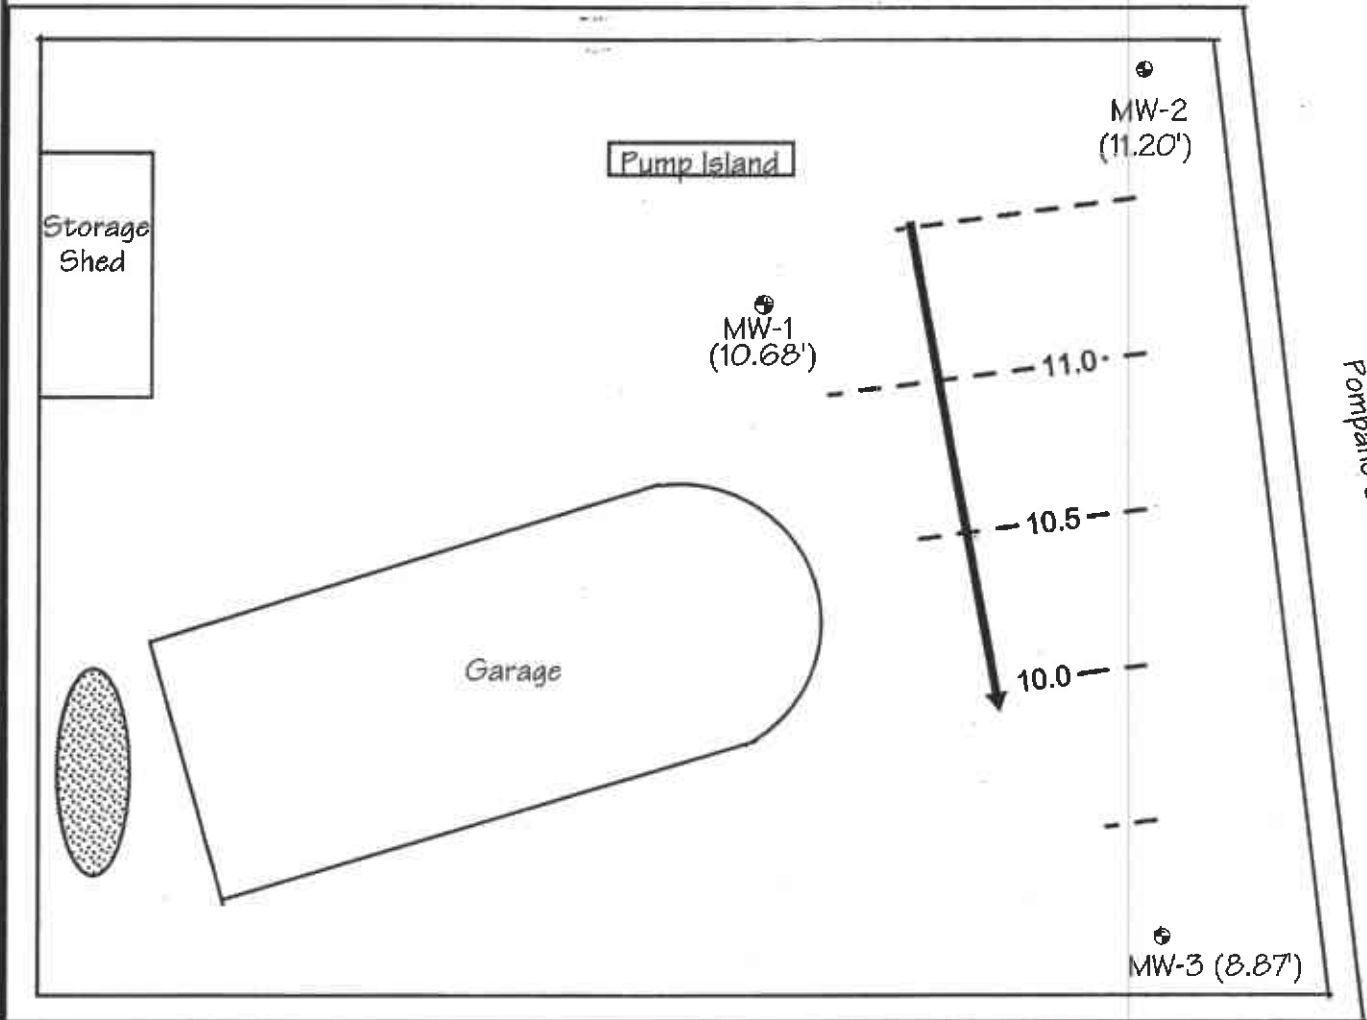 MW-2
(11.20')
Pump Island
Storage
Shed
MW-1
(10.68')
11.0
10.5
10.0
Garage
MW-3 (8.87')